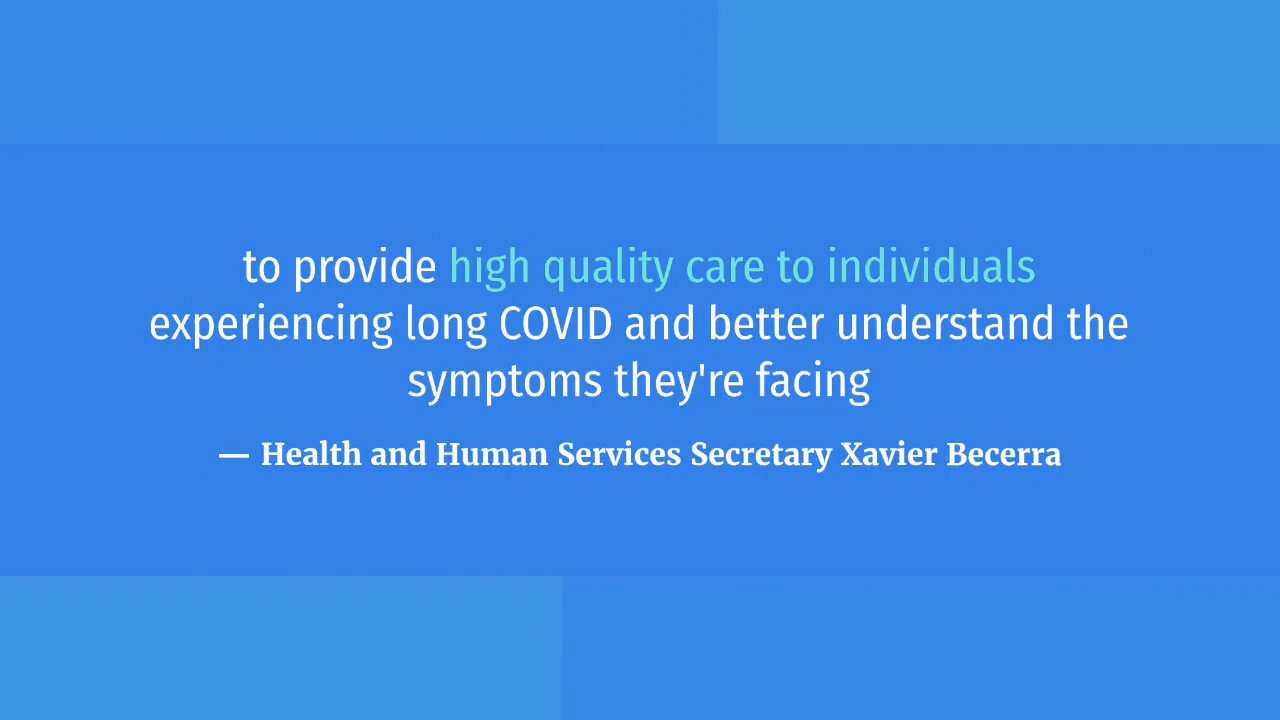 to provide high quality care to individuals
experiencing long COVID and better understand the
symptoms they're facing
— Health and Human Services Secretary Xavier Becerra